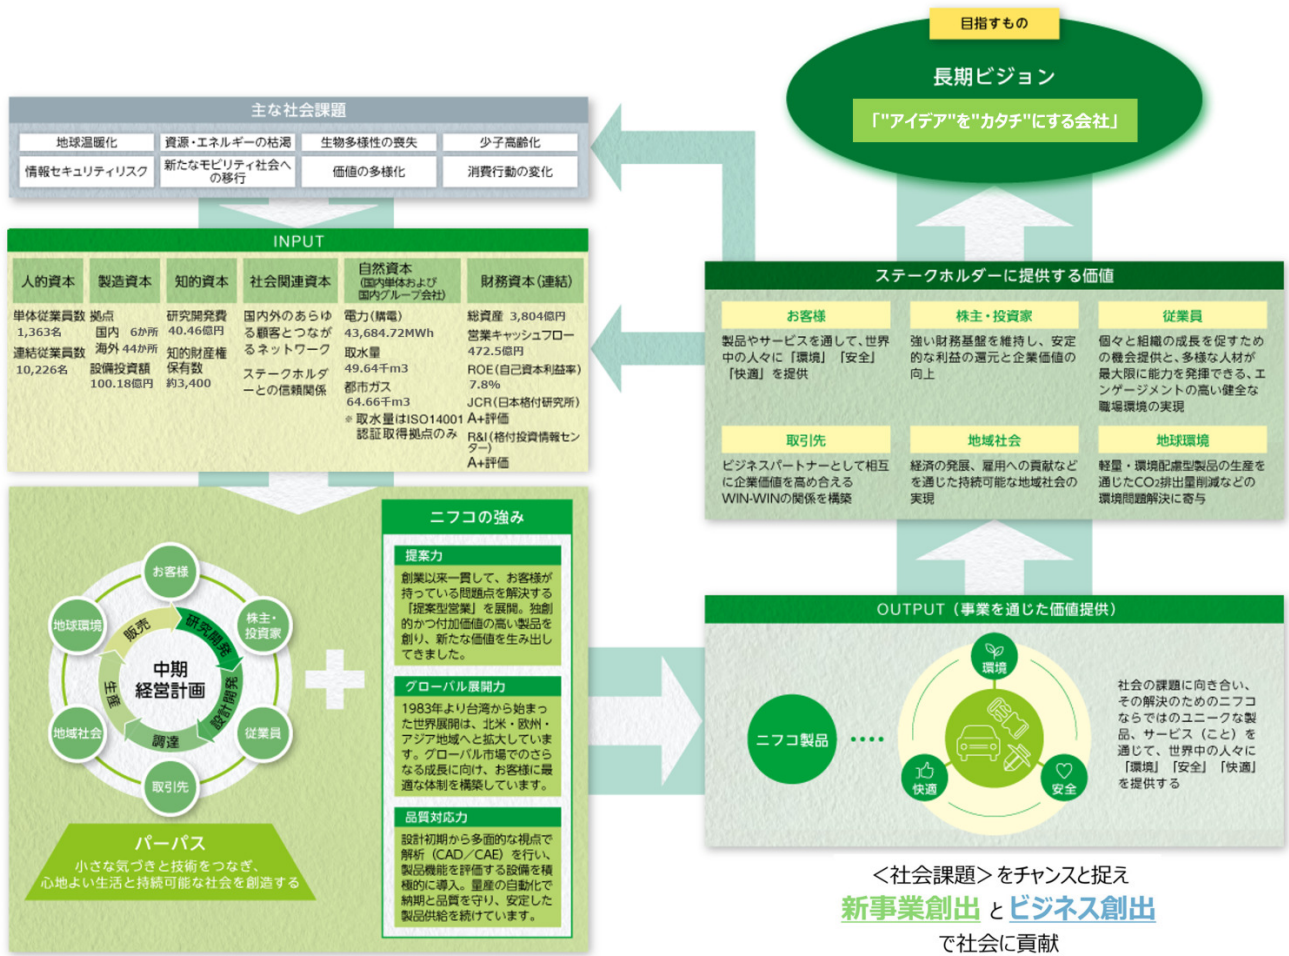 目指すもの
長期ビジョン
「"アイデア"を"カタチ"にする会社」
主な社会課題
地球温暖化
資源・エネルギーの枯渇
生物多様性の喪失
少子高齢化
情報セキュリティリスク
新たなモビリティ社会へ
の移行
価値の多様化
消費行動の変化
INPUT
人的資本
単体従業員数
1,363名
連結従業員数
10,226名
製造資本
拠点
国内 6か所
海外 44か所
設備投資額
100.18億円
知的資本
研究開発費
40.46億円
知的財産権
保有数
約3,400
社会関連資本
国内外のあらゆ
る顧客とつなが
るネットワーク
ステークホルダ
ーとの信頼関係
自然資本
(国内単体および
国内グループ会社)
電力(購電)
43,684.72MWh
取水量
49.64千m3
都市ガス
64.66千m3
※ 取水量はISO14001
認証取得拠点のみ
財務資本(連結)
総資産 3,804億円
営業キャッシュフロー
472.5億円
ROE(自己資本利益率)
7.8%
JCR(日本格付研究所)
A+評価
R&I(格付投資情報セン
ター)
A+評価
ステークホルダーに提供する価値
お客様
製品やサービスを通して、世界
中の人々に「環境」「安全」
「快適」を提供
株主・投資家
強い財務基盤を維持し、安定
的な利益の還元と企業価値の
向上
従業員
個々と組織の成長を促すため
の機会提供と、多様な人材が
最大限に能力を発揮できる、エ
ンゲージメントの高い健全な
職場環境の実現
取引先
ビジネスパートナーとして相互
に企業価値を高め合える
WIN-WINの関係を構築
地域社会
経済の発展、雇用への貢献など
を通じた持続可能な地域社会の
実現
地球環境
軽量・環境配慮型製品の生産を
通じたCO2排出量削減などの
環境問題解決に寄与
お客様
株主・
投資家
従業員
取引先
地域社会
地球環境
販売
研究開発
設計開発
調達
生産
中期
経営計画
パーパス
小さな気づきと技術をつなぎ、
心地よい生活と持続可能な社会を創造する
ニフコの強み
提案力
創業以来一貫して、お客様が
持っている問題点を解決する
「提案型営業」を展開。独創
的かつ付加価値の高い製品を
創り、新たな価値を生み出し
てきました。
グローバル展開力
1983年より台湾から始まっ
た世界展開は、北米・欧州・
アジア地域へと拡大していま
す。グローバル市場でのさら
なる成長に向け、お客様に最
適な体制を構築しています。
品質対応力
設計初期から多面的な視点で
解析（CAD／CAE）を行い、
製品機能を評価する設備を積
極的に導入。量産の自動化で
納期と品質を守り、安定した
製品供給を続けています。
OUTPUT（事業を通じた価値提供）
ニフコ製品
環境
快適
安全
社会の課題に向き合い、
その解決のためのニフコ
ならではのユニークな製
品、サービス（こと）を
通じて、世界中の人々に
「環境」「安全」「快適」
を提供する
＜社会課題＞をチャンスと捉え
新事業創出 と ビジネス創出
で社会に貢献